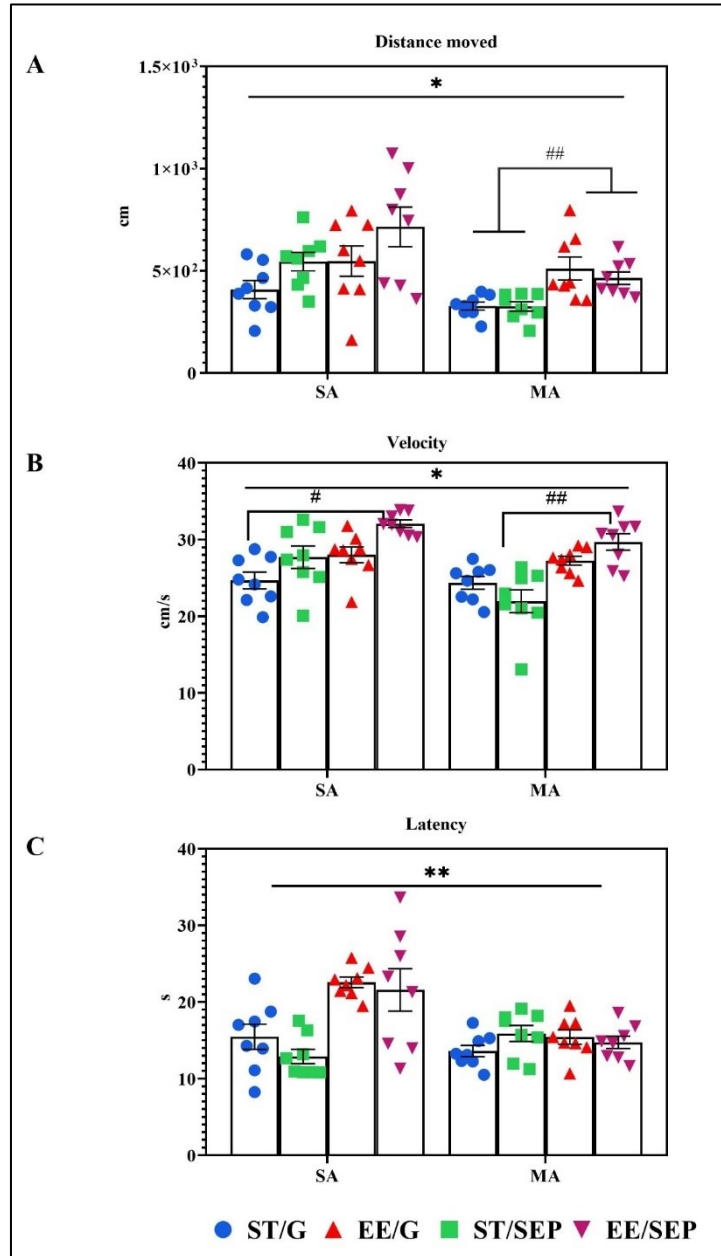 Distance moved
A
1.5×10³
*
##
1×10³
cm
5×10²
0
SA MA
Velocity
B
40
*
# ##
30
cm/s
20
10
0
SA MA
Latency
C
40
**
30
s
20
10
0
SA MA
ST/G EE/G ST/SEP EE/SEP